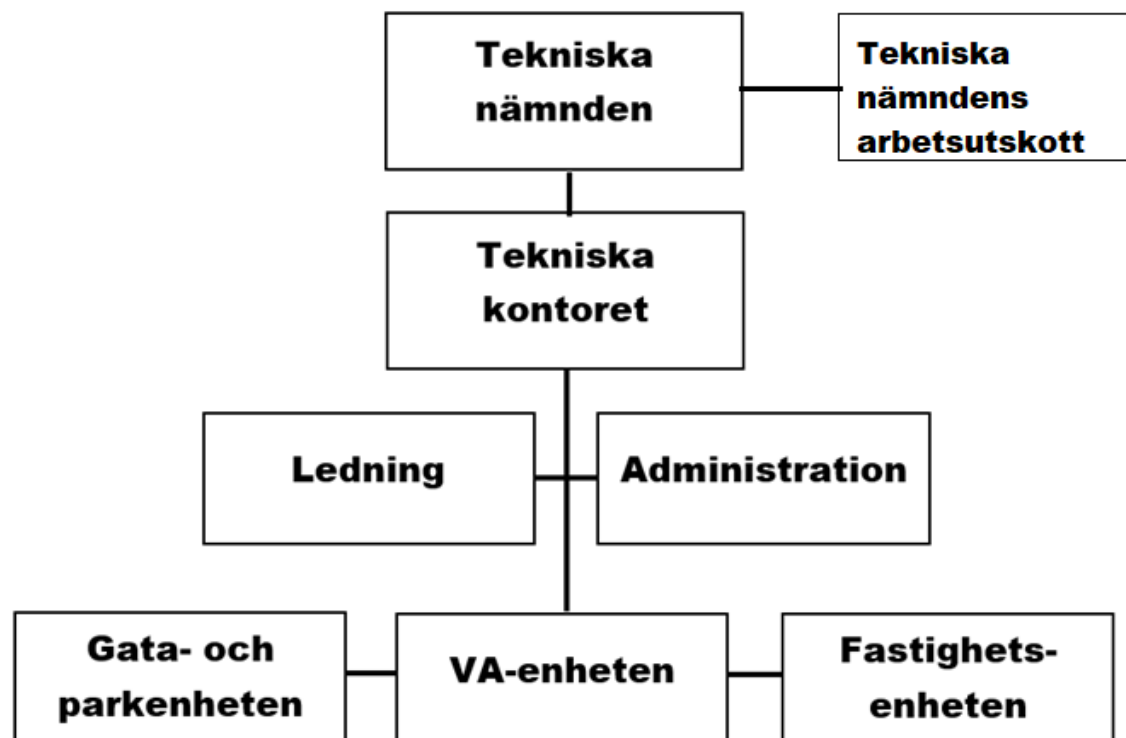 Tekniska
nämnden
Tekniska
nämndens
arbetsutskott
Tekniska
kontoret
Ledning
Administration
Gata- och
parkenheten
VA-enheten
Fastighets-
enheten